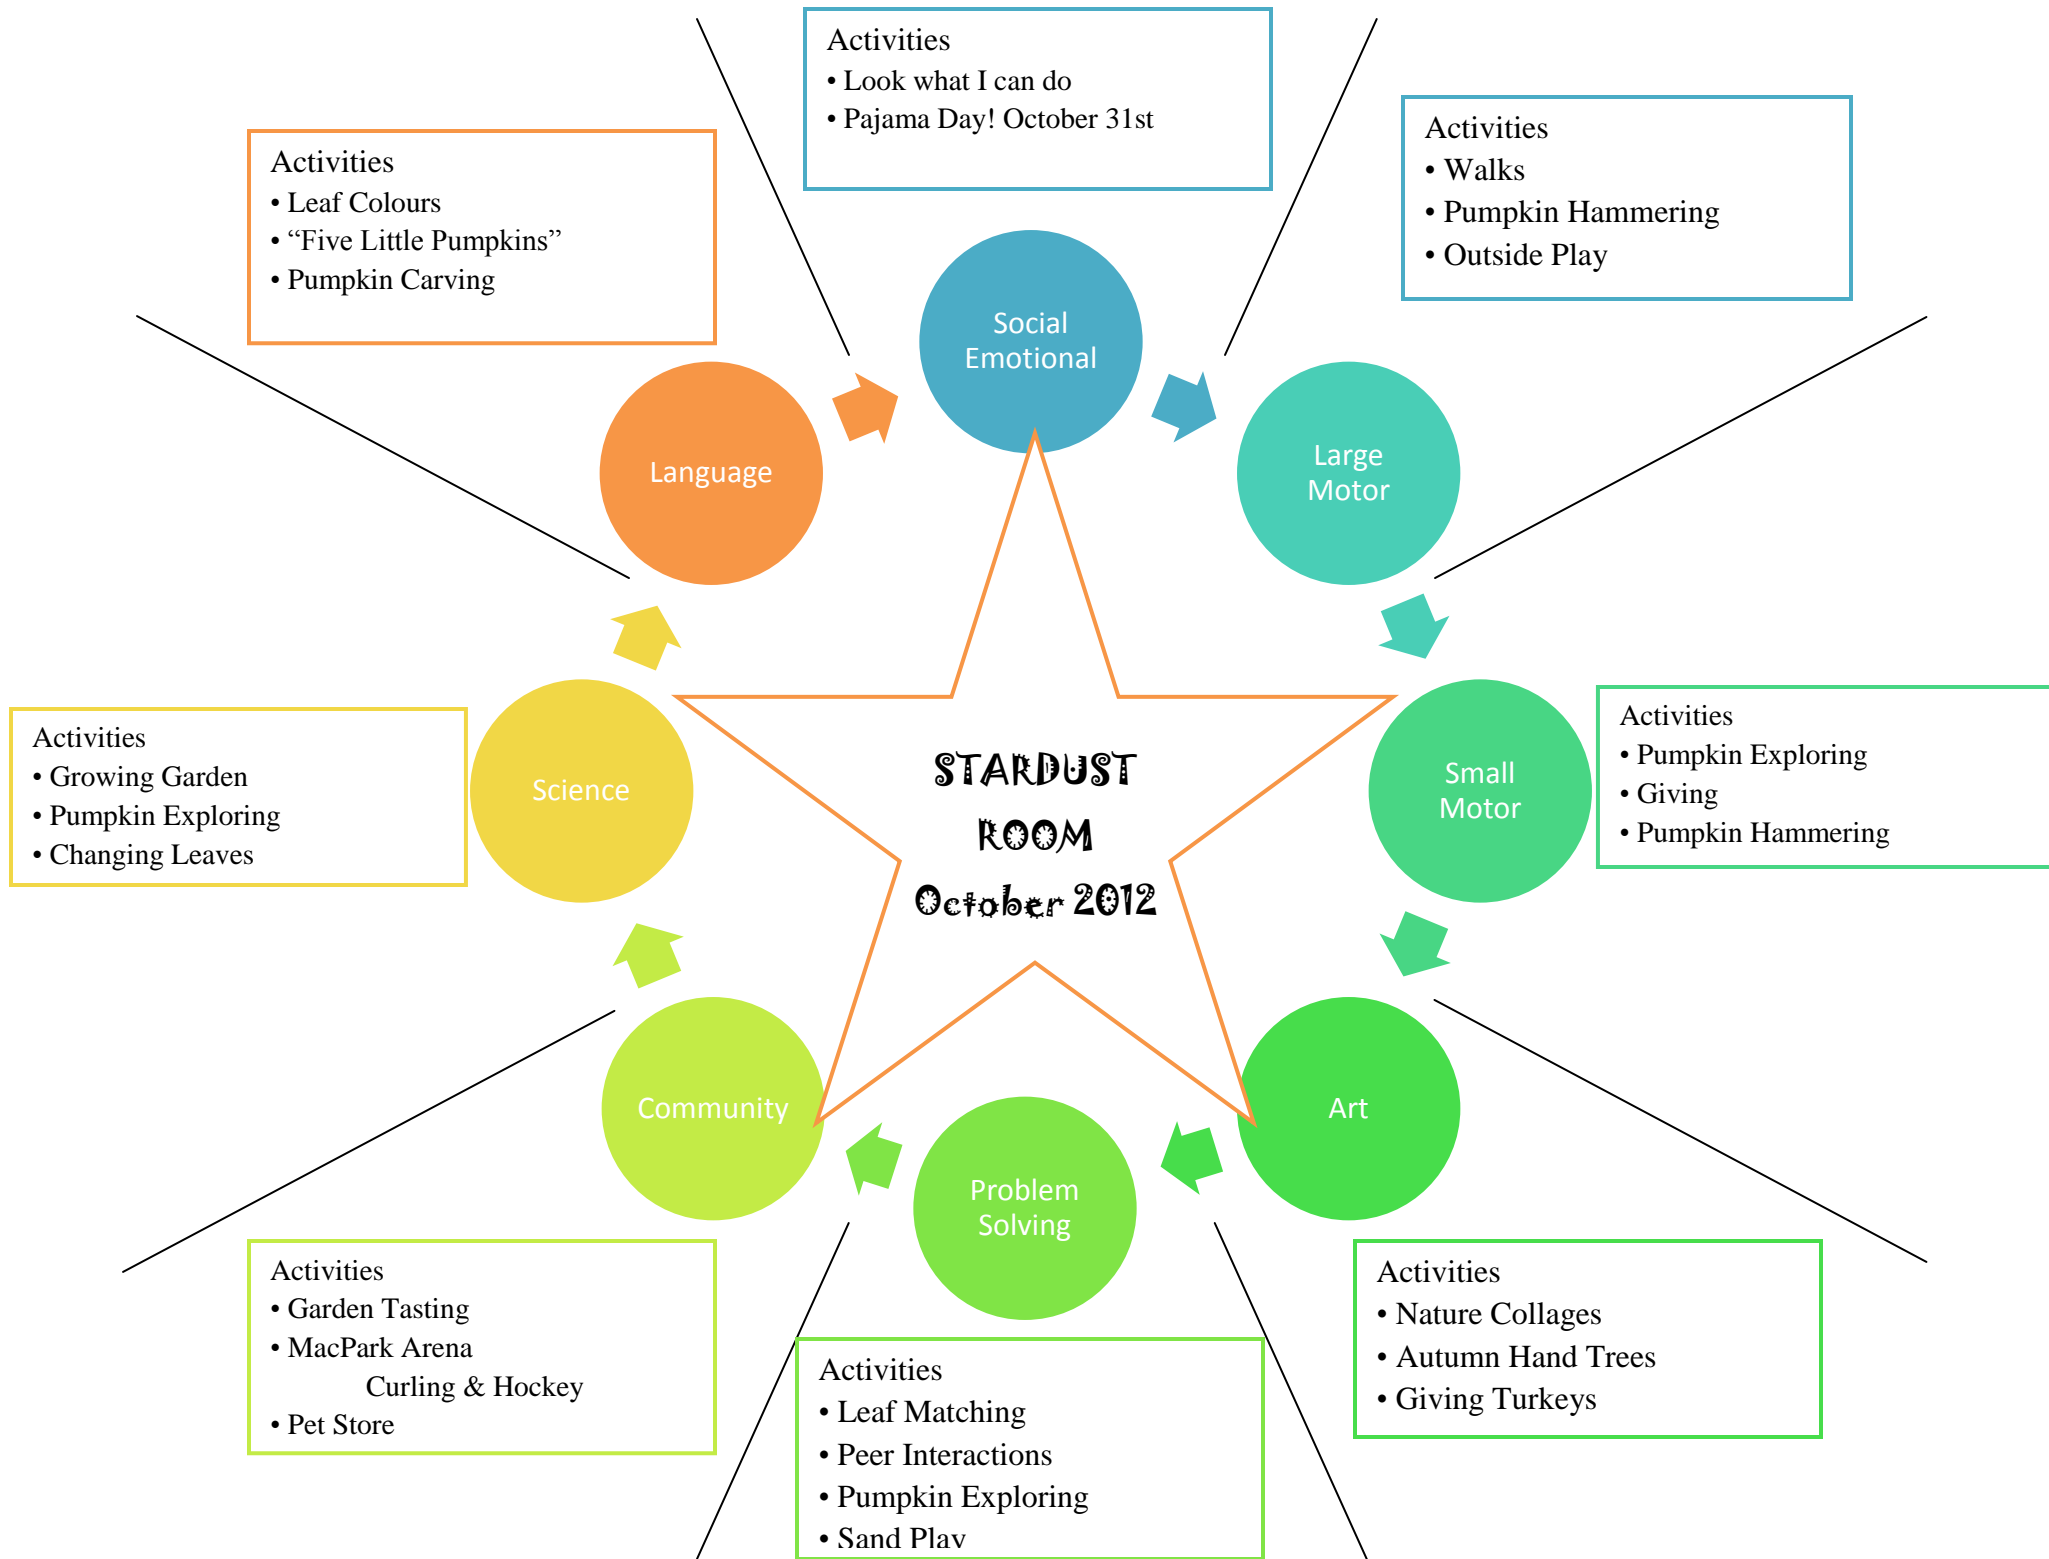 Activities
• Look what I can do
• Pajama Day! October 31st
Activities
• Walks
• Pumpkin Hammering
• Outside Play
Activities
• Leaf Colours
• “Five Little Pumpkins”
• Pumpkin Carving
Social
Emotional
Large
Motor
Language
Activities
• Pumpkin Exploring
• Giving
• Pumpkin Hammering
Small
Motor
Activities
• Growing Garden
• Pumpkin Exploring
• Changing Leaves
Science
STARDUST
ROOM
October 2012
Community
Art
Problem
Solving
Activities
• Garden Tasting
• MacPark Arena
Curling & Hockey
• Pet Store
Activities
• Leaf Matching
• Peer Interactions
• Pumpkin Exploring
• Sand Play
Activities
• Nature Collages
• Autumn Hand Trees
• Giving Turkeys